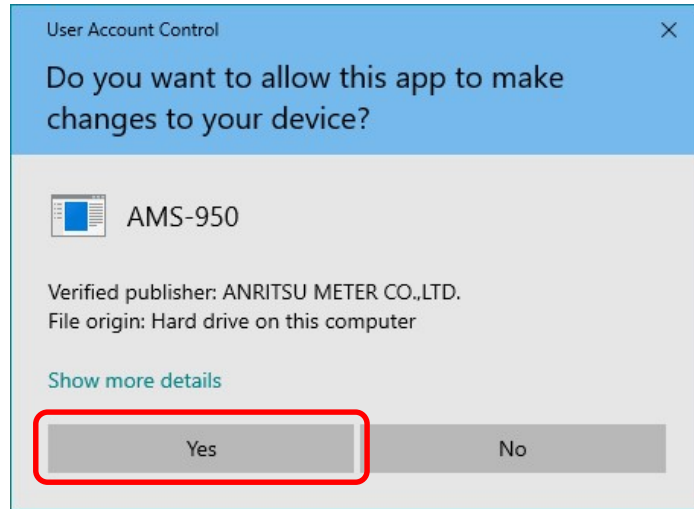 User Account Control
Do you want to allow this app to make
changes to your device?
AMS-950
Verified publisher: ANRITSU METER CO.,LTD.
File origin: Hard drive on this computer
Show more details
Yes
No